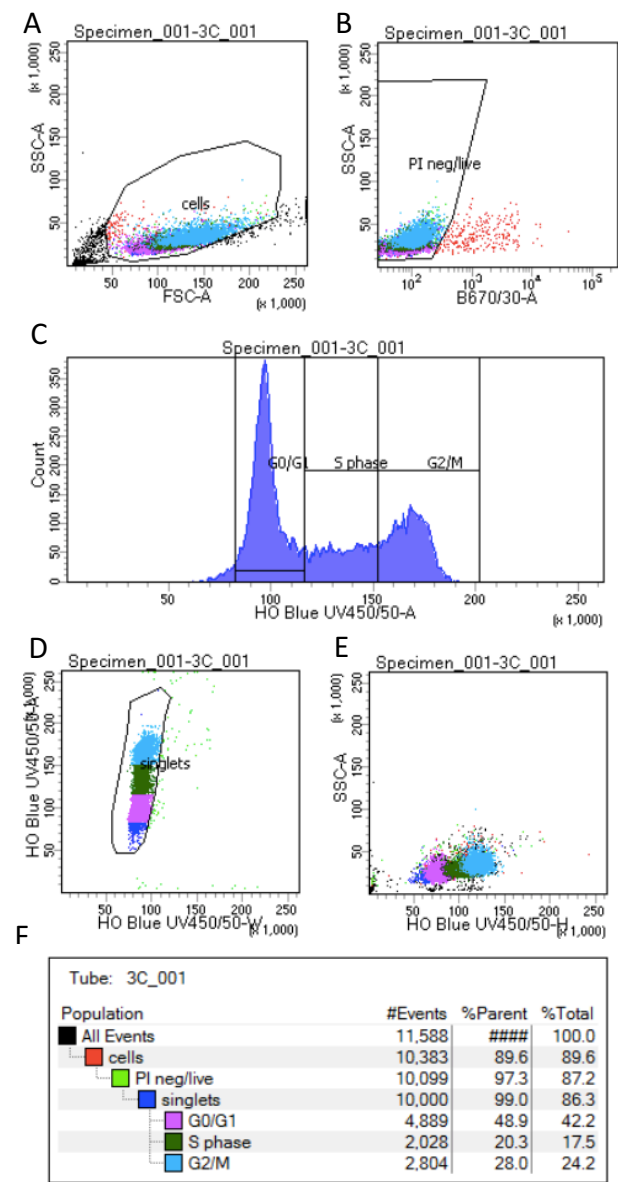 A
Specimen_001-3C_001
SSC-A
(x 1,000)
50 100 150 200 250
cells
50 100 150 200 250
FSC-A
(x 1,000)
B
Specimen_001-3C_001
SSC-A
(x 1,000)
50 100 150 200 250
PI neg/live
10^2 10^3 10^4 10^5
B670/30-A
C
Specimen_001-3C_001
Count
0 50 100 150 200 250 300 350
G0/G1 S phase G2/M
50 100 150 200 250
HO Blue UV450/50-A
(x 1,000)
D
Specimen_001-3C_001
HO Blue UV450/50-A
(x 1,000)
50 100 150 200 250
singlets
50 100 150 200 250
HO Blue UV450/50-W
(x 1,000)
E
Specimen_001-3C_001
SSC-A
(x 1,000)
50 100 150 200 250
50 100 150 200 250
HO Blue UV450/50-H
(x 1,000)
F
Tube: 3C_001
Population #Events %Parent %Total
All Events 11,588 #### 100.0
cells 10,383 89.6 89.6
PI neg/live 10,099 97.3 87.2
singlets 10,000 99.0 86.3
G0/G1 4,889 48.9 42.2
S phase 2,028 20.3 17.5
G2/M 2,804 28.0 24.2